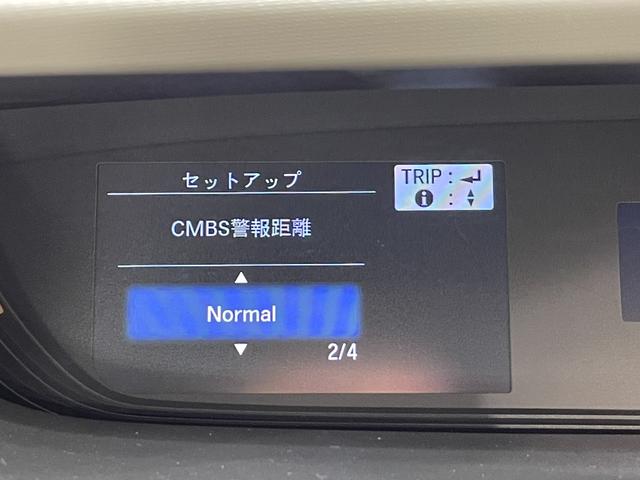 セットアップ
TRIP : ↵
i : ▲▼
CMBS警報距離
▲
Normal
▼
2/4